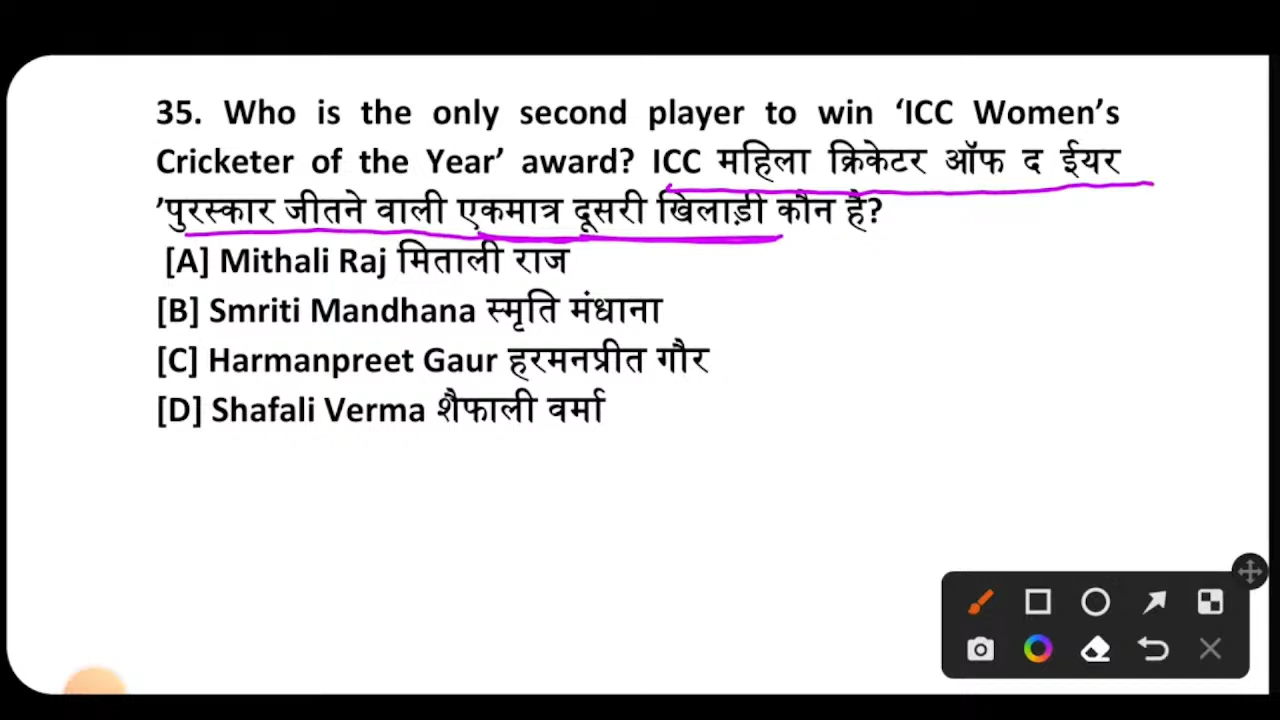 35. Who is the only second player to win ‘ICC Women’s
Cricketer of the Year’ award? ICC महिला क्रिकेटर ऑफ द ईयर
’पुरस्कार जीतने वाली एकमात्र दूसरी खिलाड़ी कौन है?
[A] Mithali Raj मिताली राज
[B] Smriti Mandhana स्मृति मंधाना
[C] Harmanpreet Gaur हरमनप्रीत गौर
[D] Shafali Verma शैफाली वर्मा